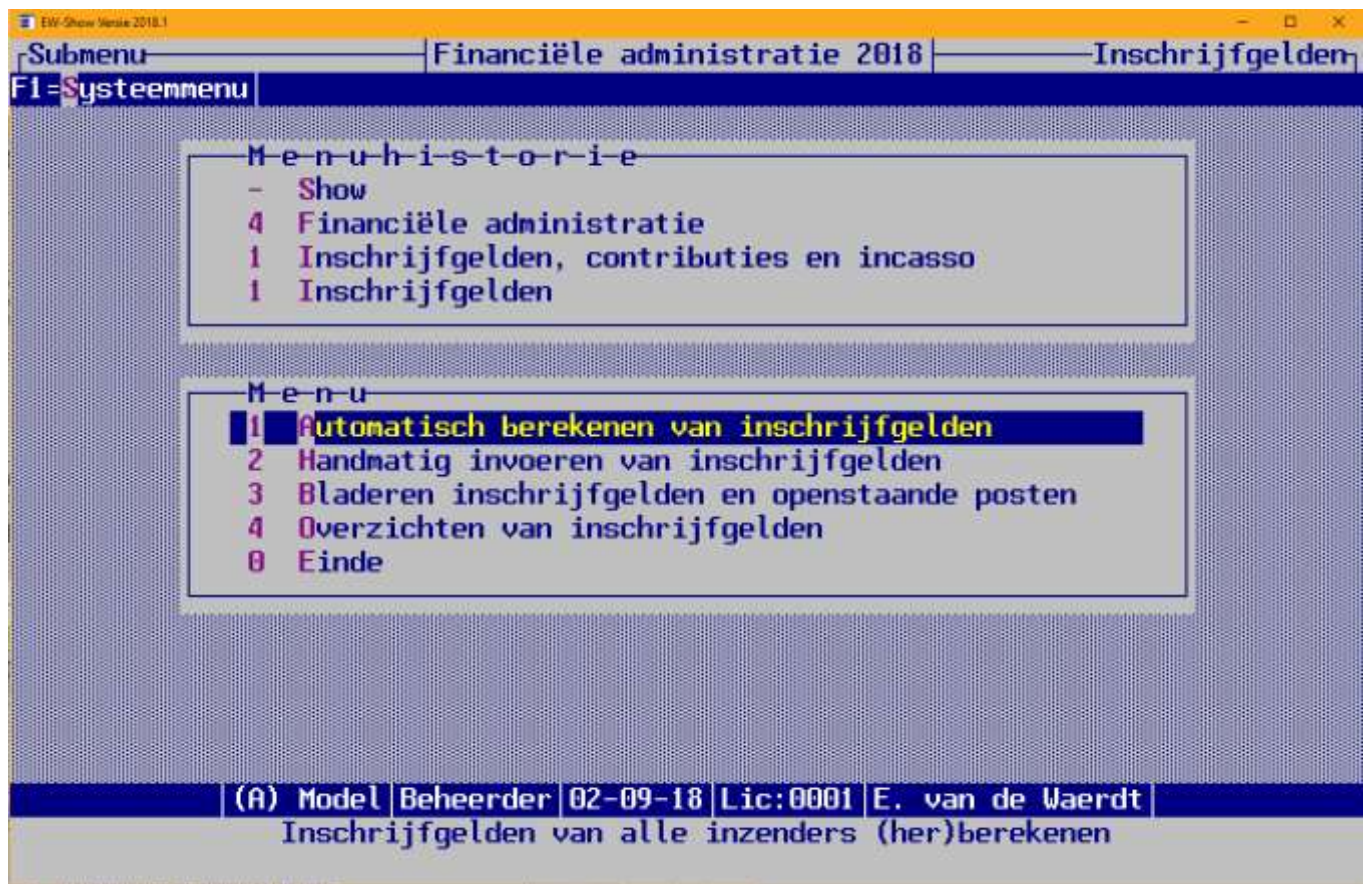 EW-Show Versie 2018.1
Submenu Financiële administratie 2018 Inschrijfgelden
F1=Systeemmenu
Menuhistorie
- Show
4 Financiële administratie
1 Inschrijfgelden, contributies en incasso
1 Inschrijfgelden
Menu
1 Automatisch berekenen van inschrijfgelden
2 Handmatig invoeren van inschrijfgelden
3 Bladeren inschrijfgelden en openstaande posten
4 Overzichten van inschrijfgelden
0 Einde
(A) Model Beheerder 02-09-18 Lic:0001 E. van de Waerdt
Inschrijfgelden van alle inzenders (her)berekenen